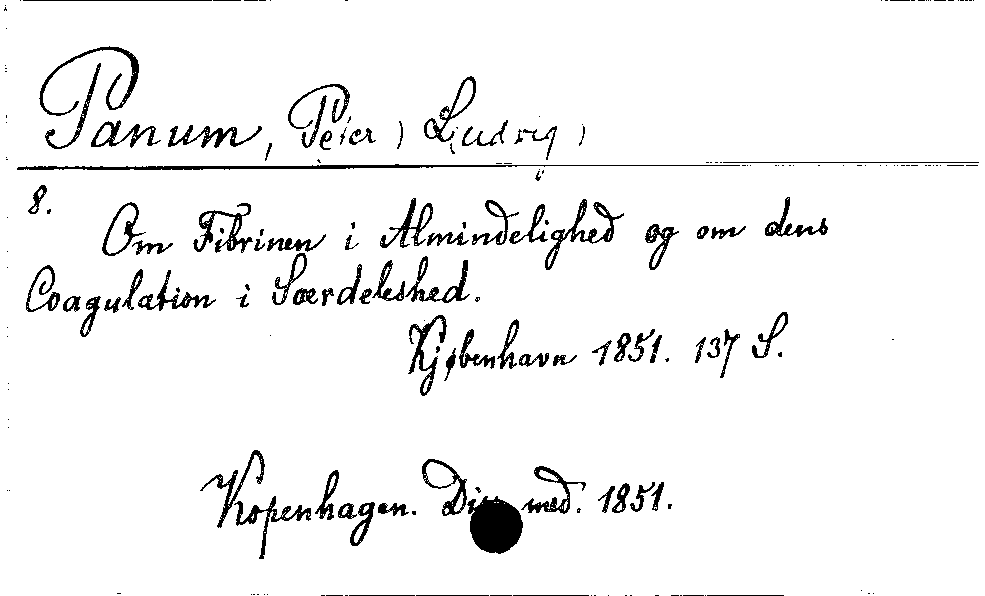 Panum, Peter) Ludvig)
8.
Om Fibrinen i Almindelighed og om dens
Coagulation i Særdeleshed.
Kjøbenhavn 1851. 137 S.
Kopenhagen. Diss. med. 1851.